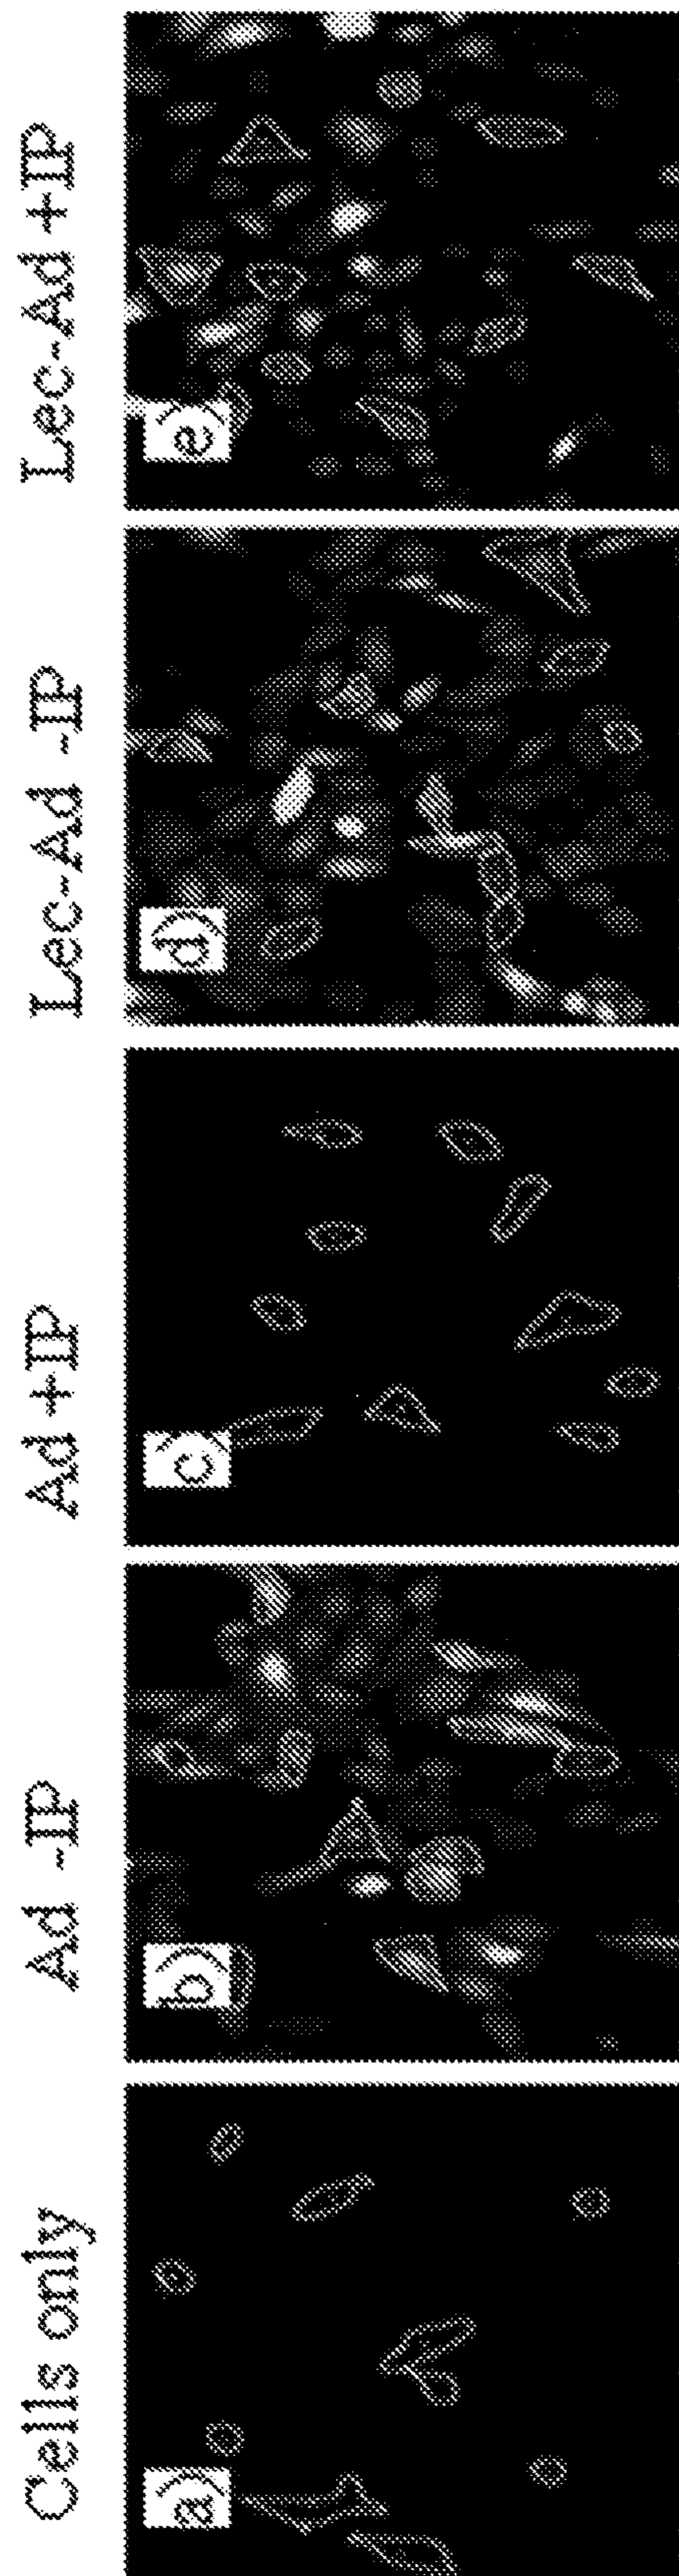 Cells only
Ad -IP
Ad +IP
Lec-Ad -IP
Lec-Ad +IP
a)
b)
c)
d)
e)